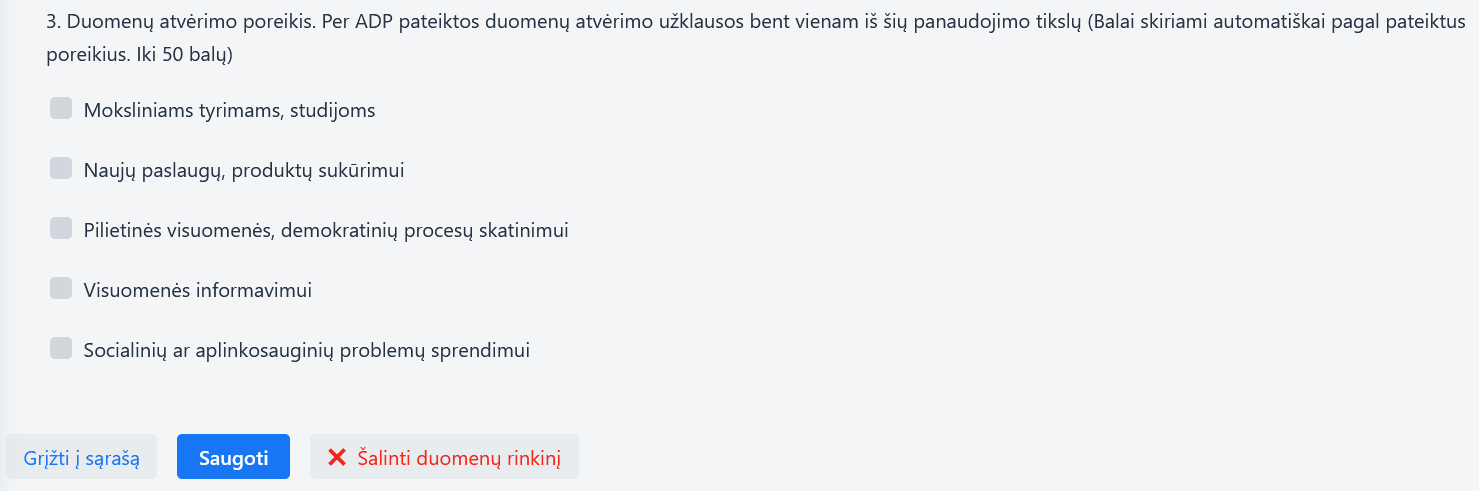 3. Duomenų atvėrimo poreikis. Per ADP pateiktos duomenų atvėrimo užklausos bent vienam iš šių panaudojimo tikslų (Balai skiriami automatiškai pagal pateiktus
poreikius. Iki 50 balų)
Moksliniams tyrimams, studijoms
Naujų paslaugų, produktų sukūrimui
Pilietinės visuomenės, demokratinių procesų skatinimui
Visuomenės informavimui
Socialinių ar aplinkosauginių problemų sprendimui
Grįžti į sąrašą Saugoti Šalinti duomenų rinkinį